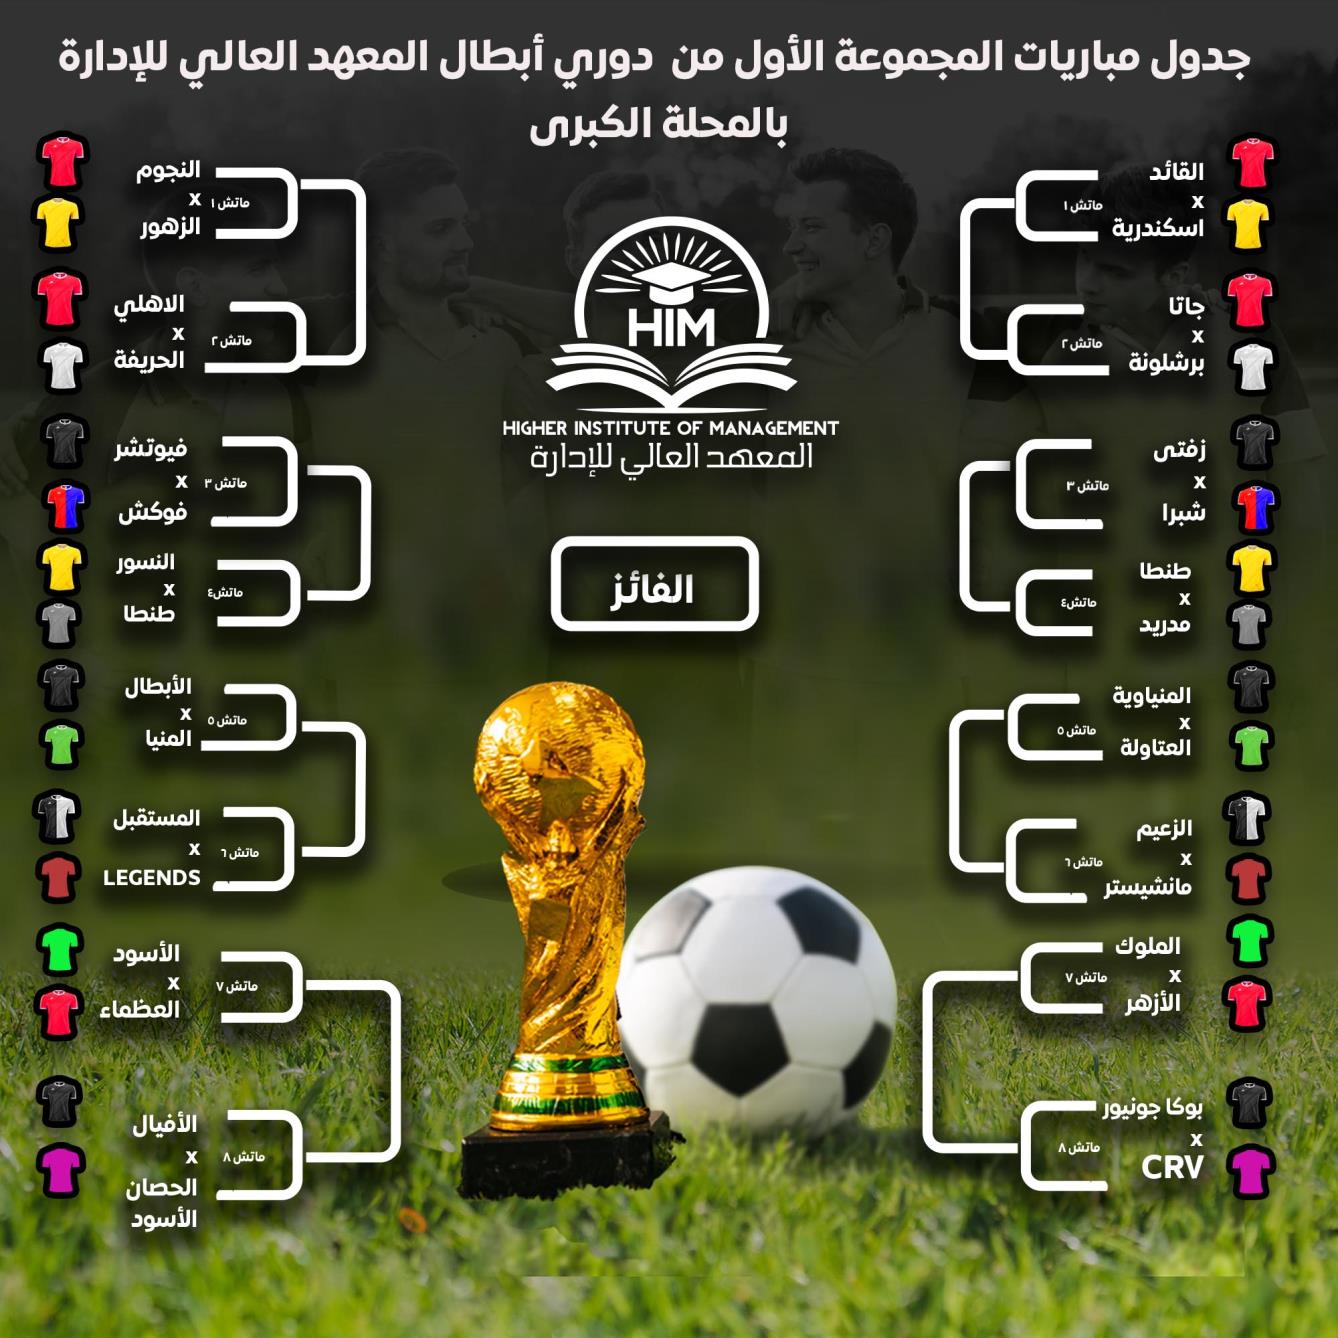 جدول مباريات المجموعة الأول من دوري أبطال المعهد العالي للإدارة
بالمحلة الكبرى
HIM
HIGHER INSTITUTE OF MANAGEMENT
المعهد العالي للإدارة
الفائز
القائد
x
ماتش ١
اسكندرية
جاتا
x
ماتش ٢
برشلونة
زفتى
x
ماتش ٣
شبرا
طنطا
x
ماتش٤
مدريد
المنياوية
x
ماتش ٥
العتاولة
الزعيم
x
ماتش ٦
مانشيستر
الملوك
x
ماتش ٧
الأزهر
بوكا جونيور
x
ماتش ٨
CRV
النجوم
x
ماتش ١
الزهور
الاهلي
x
ماتش ٢
الحريفة
فيوتشر
x
ماتش ٣
فوكش
النسور
x
ماتش٤
طنطا
الأبطال
x
ماتش ٥
المنيا
المستقبل
x
ماتش ٦
LEGENDS
الأسود
x
ماتش ٧
العظماء
الأفيال
x
ماتش ٨
الحصان
الأسود